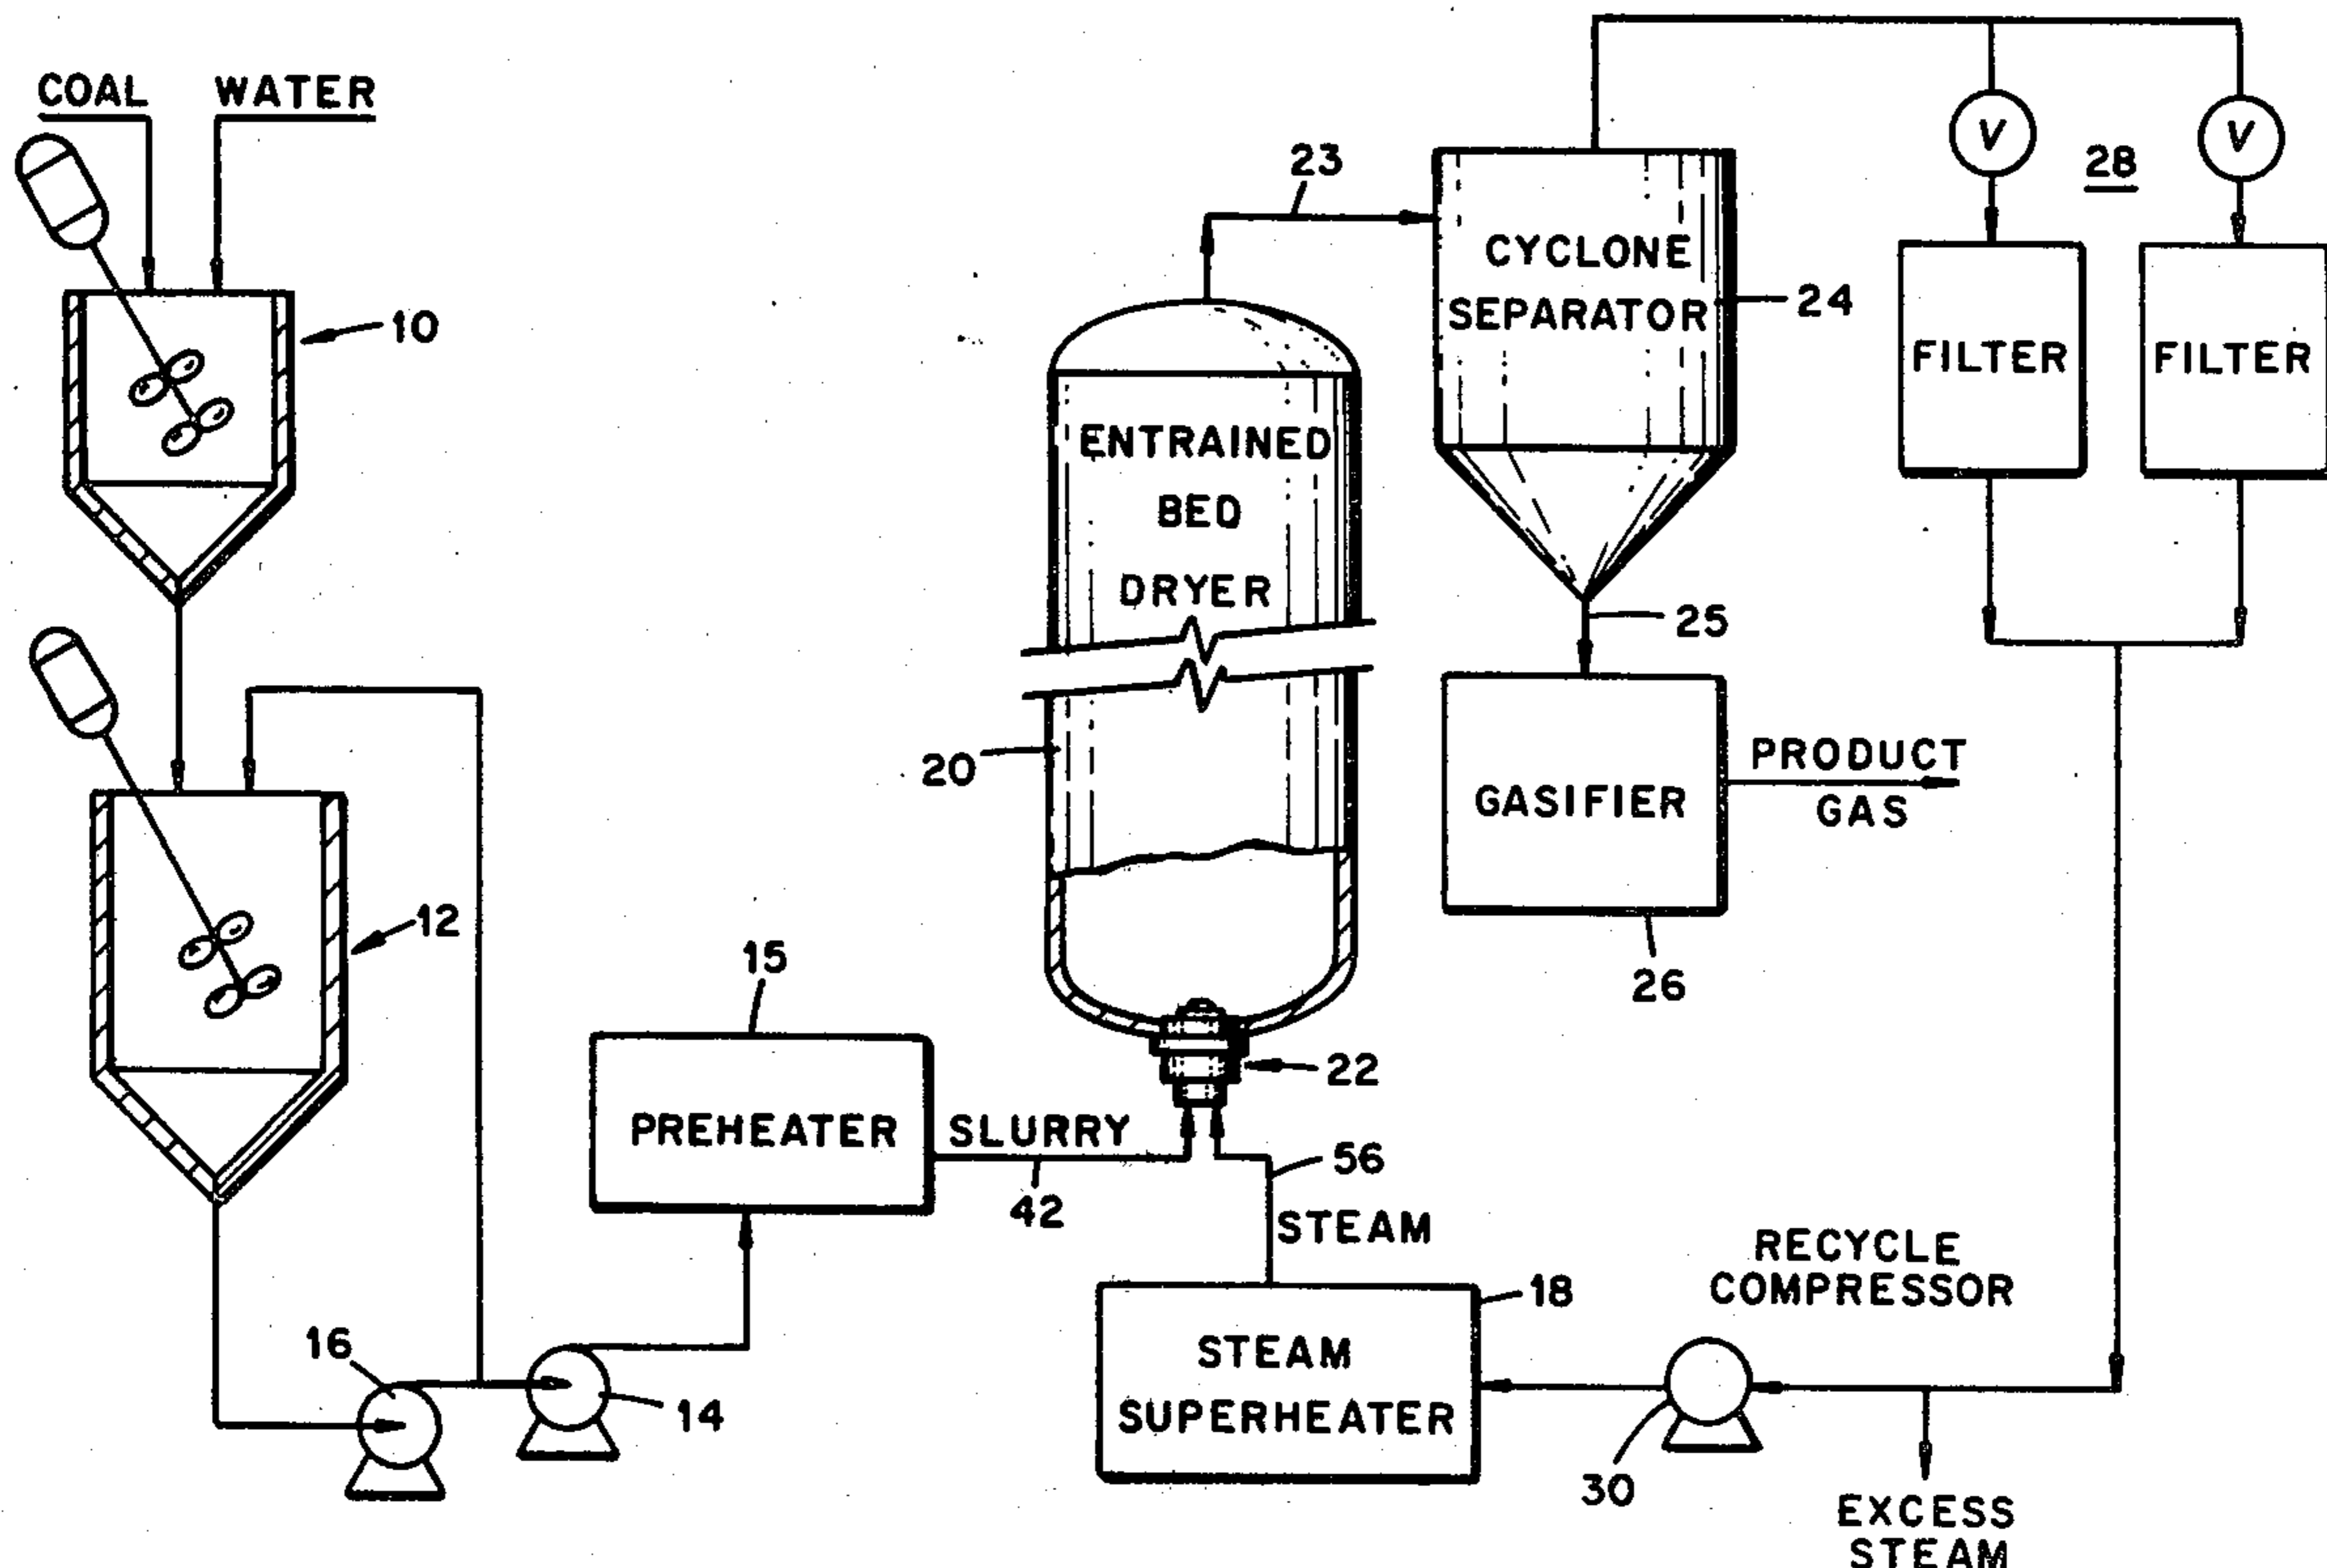 COAL
WATER
10
12
16
14
15
PREHEATER
SLURRY
42
22
56
STEAM
20
ENTRAINED
BED
DRYER
23
CYCLONE
SEPARATOR
24
25
GASIFIER
26
PRODUCT
GAS
V
V
28
FILTER
FILTER
18
STEAM
SUPERHEATER
RECYCLE
COMPRESSOR
30
EXCESS
STEAM